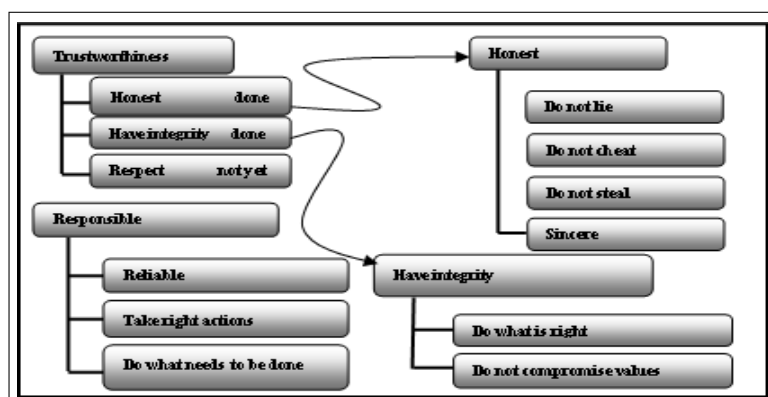 Trustworthiness
Honest done
Have integrity done
Respect not yet
Responsible
Reliable
Take right actions
Do what needs to be done
Honest
Do not lie
Do not cheat
Do not steal
Sincere
Have integrity
Do what is right
Do not compromise values